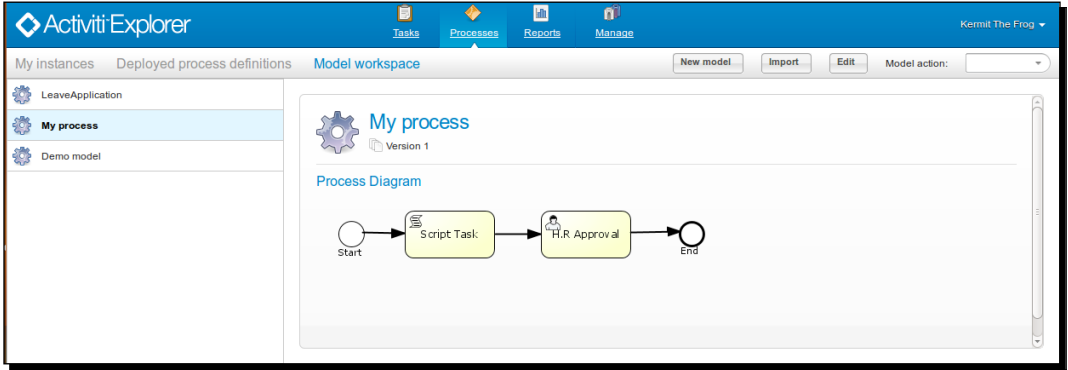 Activiti Explorer
Tasks
Processes
Reports
Manage
Kermit The Frog
My instances
Deployed process definitions
Model workspace
New model
Import
Edit
Model action:
LeaveApplication
My process
Demo model
My process
Version 1
Process Diagram
Start
Script Task
H.R Approval
End